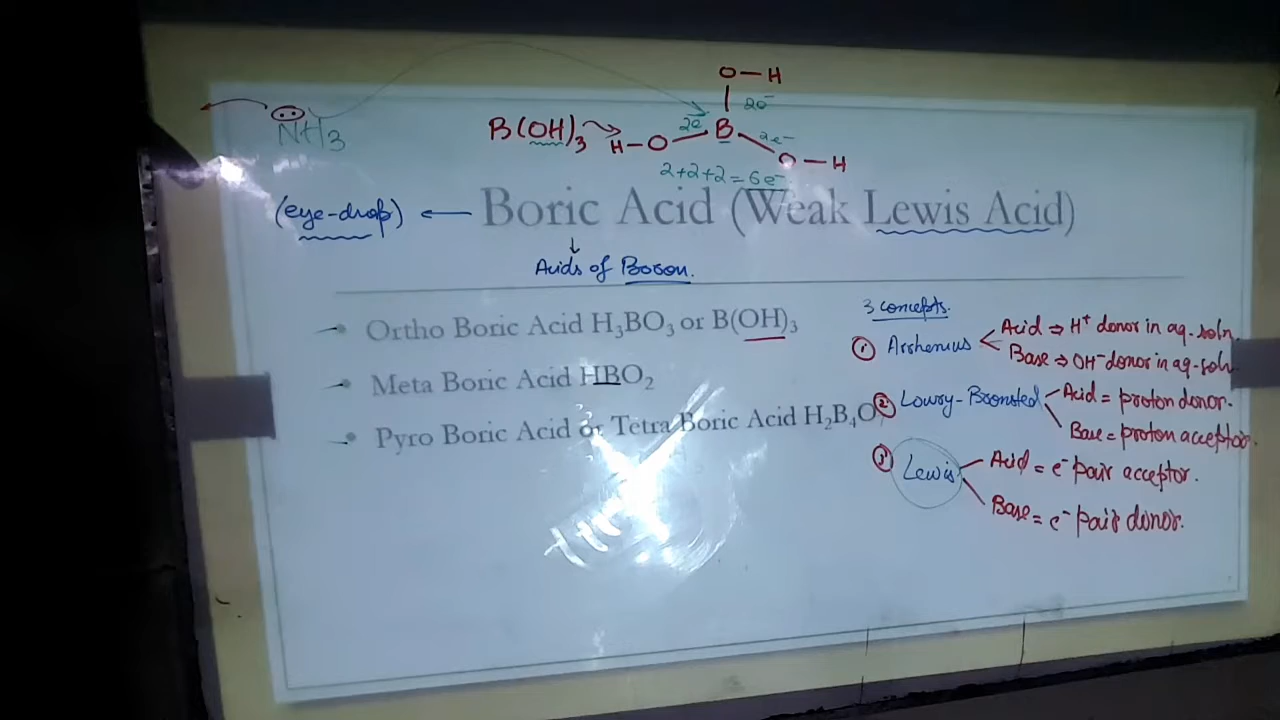 O—H
2e⁻
NH₃
B(OH)₃ H—O 2e⁻ B 2e⁻ O—H
2+2+2=6e⁻
(eye-drop) ← Boric Acid (Weak Lewis Acid)
↓
Acids of Boron.
Ortho Boric Acid H₃BO₃ or B(OH)₃
Meta Boric Acid HBO₂
Pyro Boric Acid or Tetra Boric Acid H₂B₄O
3 concepts.
① Arrhenius
Acid ⇒ H⁺ donor in aq. soln.
Base ⇒ OH⁻ donor in aq. soln
② Lowry-Bronsted
Acid = proton donor.
Base = proton acceptor.
③ Lewis
Acid = e⁻ pair acceptor.
Base = e⁻ pair donor.